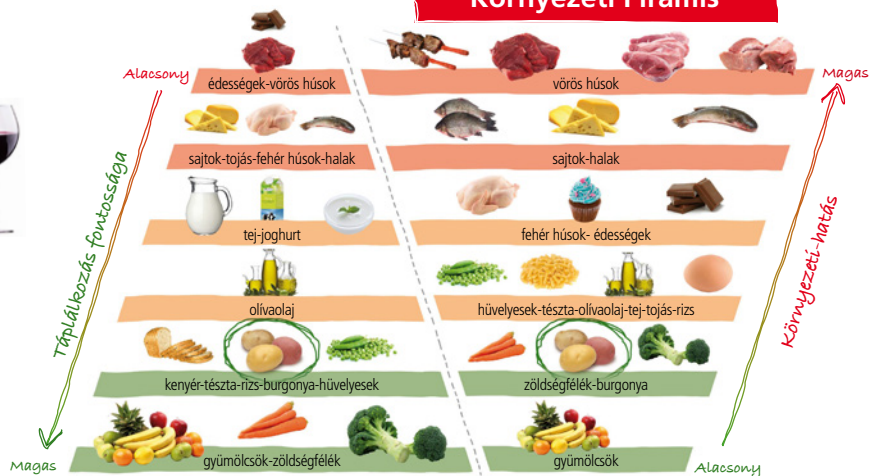 Környezeti Piramis
Alacsony
édességek-vörös húsok
vörös húsok
Magas
sajtok-tojás-fehér húsok-halak
sajtok-halak
Táplálkozás fontossága
tej-joghurt
fehér húsok- édességek
Környezeti-hatás
olívaolaj
hüvelyesek-tészta-olívaolaj-tej-tojás-rizs
kenyér-tészta-rizs-burgonya-hüvelyesek
zöldségfélék-burgonya
Magas
gyümölcsök-zöldségfélék
gyümölcsök
Alacsony